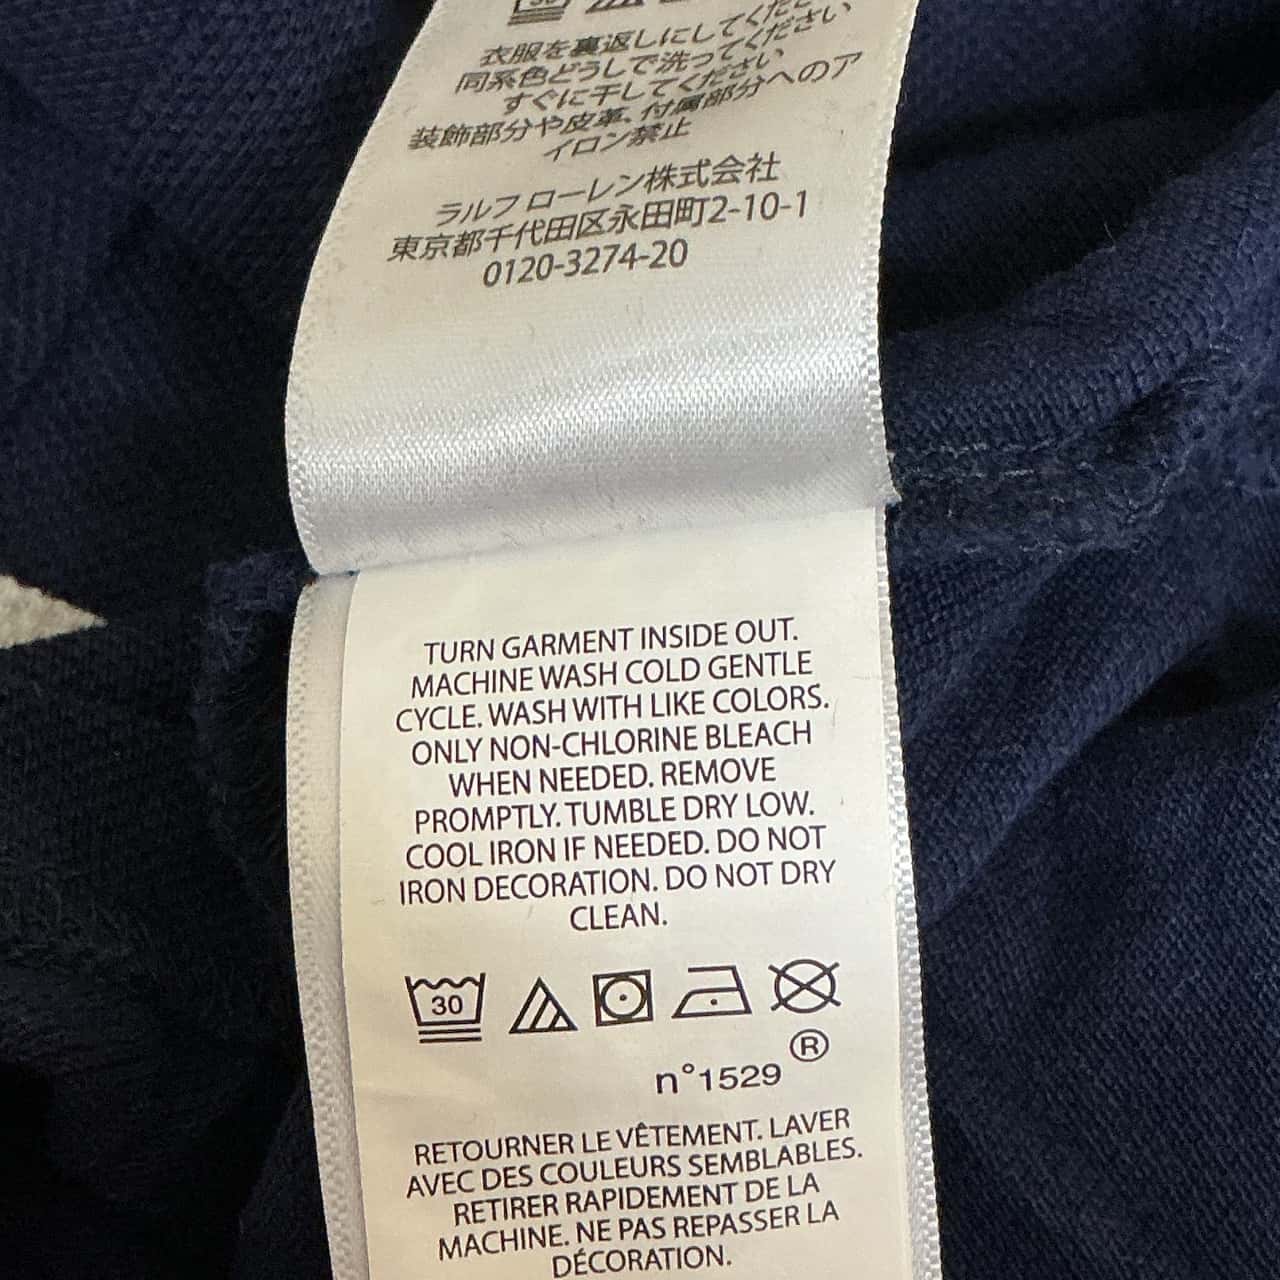 30
衣服を裏返しにしてくださ
同系色どうしで洗ってください
すぐに干してください
装飾部分や皮革、付属部分へのア
イロン禁止
ラルフ ローレン株式会社
東京都千代田区永田町2-10-1
0120-3274-20
TURN GARMENT INSIDE OUT.
MACHINE WASH COLD GENTLE
CYCLE. WASH WITH LIKE COLORS.
ONLY NON-CHLORINE BLEACH
WHEN NEEDED. REMOVE
PROMPTLY. TUMBLE DRY LOW.
COOL IRON IF NEEDED. DO NOT
IRON DECORATION. DO NOT DRY
CLEAN.
30
®
n°1529
RETOURNER LE VÊTEMENT. LAVER
AVEC DES COULEURS SEMBLABLES.
RETIRER RAPIDEMENT DE LA
MACHINE. NE PAS REPASSER LA
DÉCORATION.